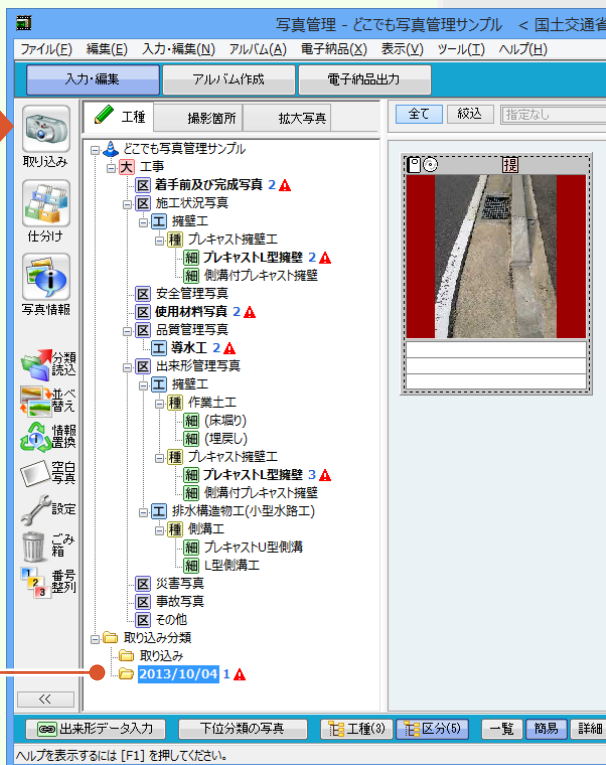 写真管理 - どこでも写真管理サンプル < 国土交通省
ファイル(F) 編集(E) 入力・編集(N) アルバム(A) 電子納品(X) 表示(V) ツール(T) ヘルプ(H)
入力・編集 アルバム作成 電子納品出力
取り込み
仕分け
写真情報
分類
読込
並べ
替え
情報
置換
空白
写真
設定
ごみ
箱
1 2 3 番号
整列
<<
工種 撮影箇所 拡大写真
どこでも写真管理サンプル
大 工事
区 着手前及び完成写真 2
区 施工状況写真
工 擁壁工
種 プレキャスト擁壁工
細 プレキャストL型擁壁 2
細 側溝付プレキャスト擁壁
区 安全管理写真
区 使用材料写真 2
区 品質管理写真
工 導水工 2
区 出来形管理写真
工 擁壁工
種 作業土工
細 (床堀り)
細 (埋戻し)
種 プレキャスト擁壁工
細 プレキャストL型擁壁 3
細 側溝付プレキャスト擁壁
工 排水構造物工(小型水路工)
種 側溝工
細 プレキャストU型側溝
細 L型側溝工
区 災害写真
区 事故写真
区 その他
取り込み分類
取り込み
2013/10/04 1
全て 絞込 指定なし
提
出来形データ入力 下位分類の写真 工種(3) 区分(5) 一覧 簡易 詳細
ヘルプを表示するには [F1] を押してください。